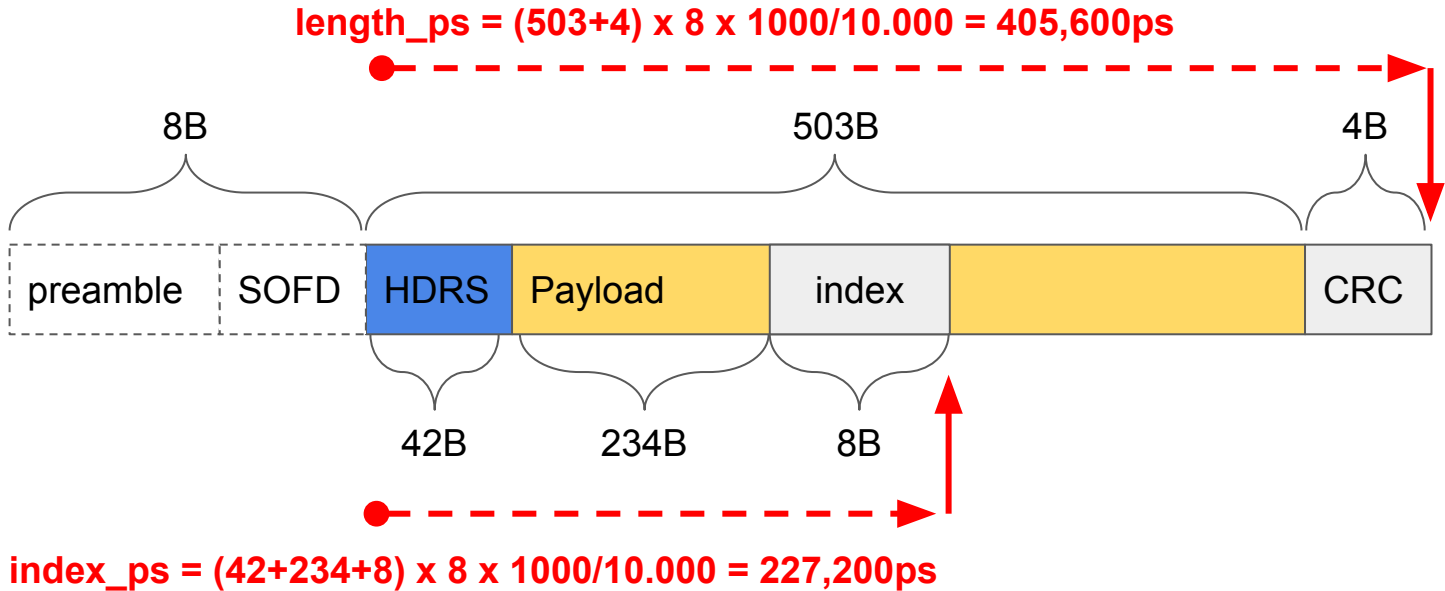 length_ps = (503+4) x 8 x 1000/10.000 = 405,600ps
8B
503B
4B
preamble
SOFD
HDRS
Payload
index
CRC
42B
234B
8B
index_ps = (42+234+8) x 8 x 1000/10.000 = 227,200ps